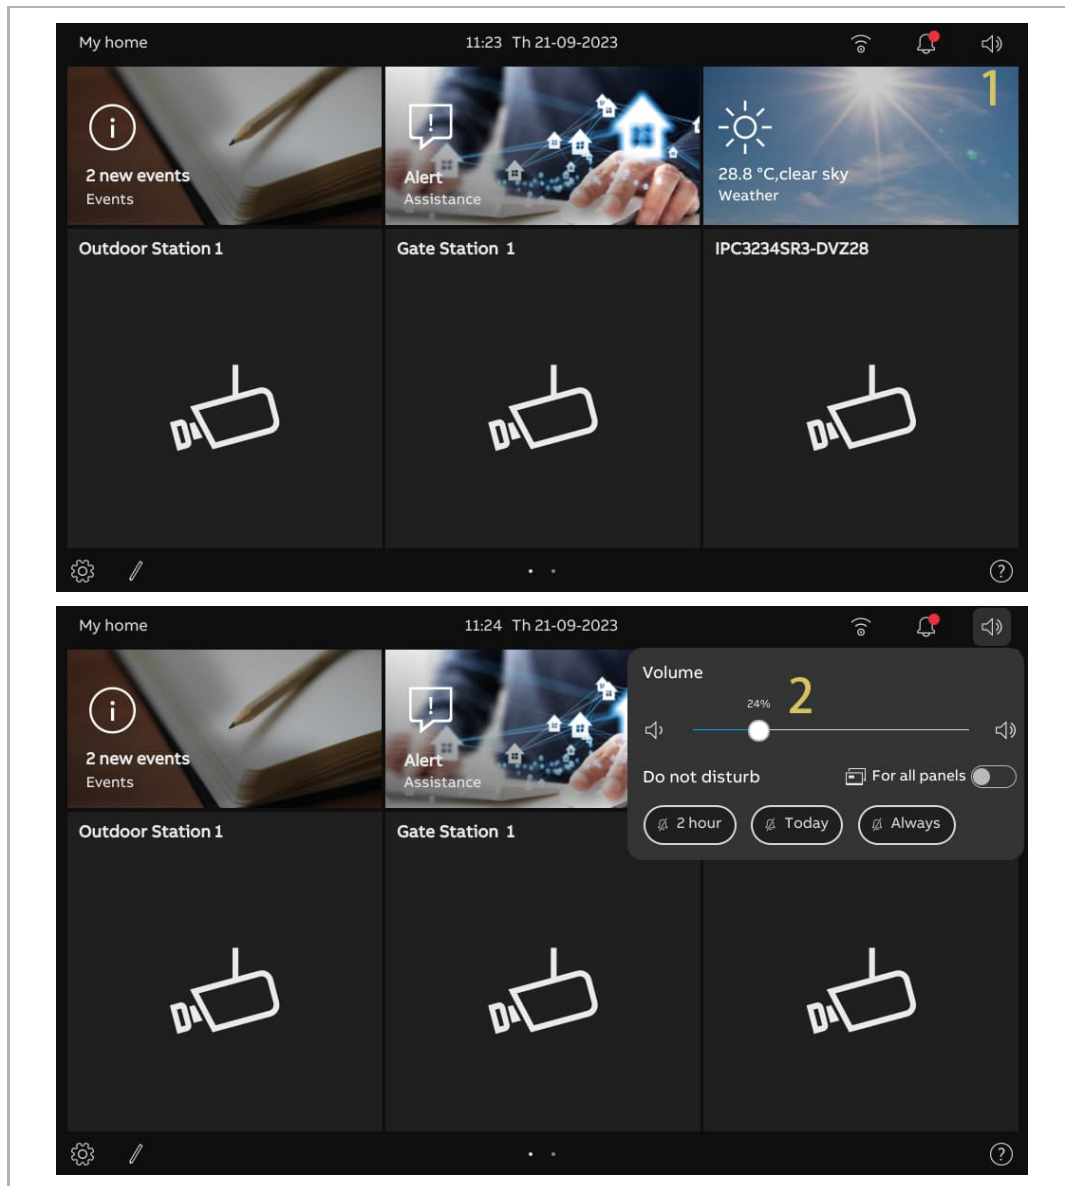 My home
11:23 Th 21-09-2023
1
2 new events
Events
Alert
Assistance
28.8 °C,clear sky
Weather
Outdoor Station 1
Gate Station 1
IPC3234SR3-DVZ28
My home
11:24 Th 21-09-2023
2 new events
Events
Alert
Assistance
Volume
24%
2
Do not disturb
For all panels
2 hour
Today
Always
Outdoor Station 1
Gate Station 1